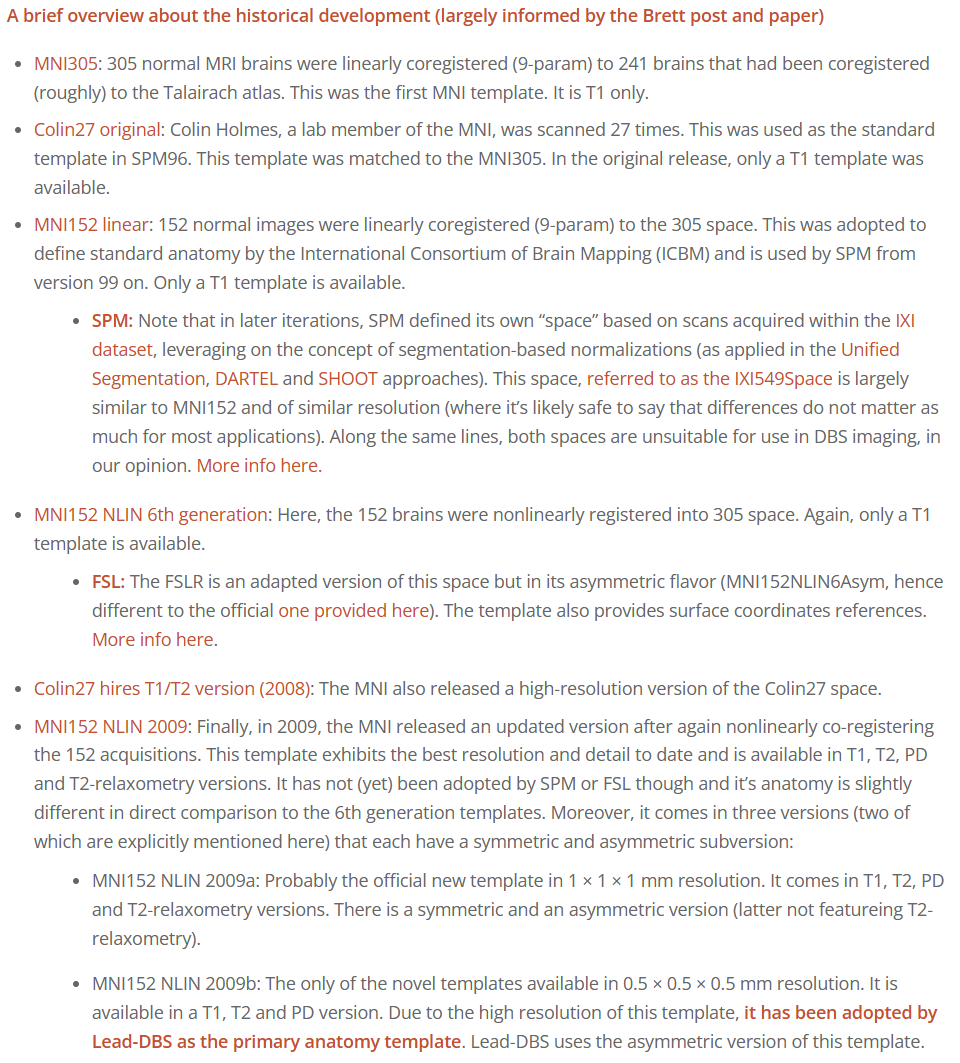 A brief overview about the historical development (largely informed by the Brett post and paper)
• MNI305: 305 normal MRI brains were linearly coregistered (9-param) to 241 brains that had been coregistered
(roughly) to the Talairach atlas. This was the first MNI template. It is T1 only.
• Colin27 original: Colin Holmes, a lab member of the MNI, was scanned 27 times. This was used as the standard
template in SPM96. This template was matched to the MNI305. In the original release, only a T1 template was
available.
• MNI152 linear: 152 normal images were linearly coregistered (9-param) to the 305 space. This was adopted to
define standard anatomy by the International Consortium of Brain Mapping (ICBM) and is used by SPM from
version 99 on. Only a T1 template is available.
• SPM: Note that in later iterations, SPM defined its own “space” based on scans acquired within the IXI
dataset, leveraging on the concept of segmentation-based normalizations (as applied in the Unified
Segmentation, DARTEL and SHOOT approaches). This space, referred to as the IXI549Space is largely
similar to MNI152 and of similar resolution (where it’s likely safe to say that differences do not matter as
much for most applications). Along the same lines, both spaces are unsuitable for use in DBS imaging, in
our opinion. More info here.
• MNI152 NLIN 6th generation: Here, the 152 brains were nonlinearly registered into 305 space. Again, only a T1
template is available.
• FSL: The FSLR is an adapted version of this space but in its asymmetric flavor (MNI152NLIN6Asym, hence
different to the official one provided here). The template also provides surface coordinates references.
More info here.
• Colin27 hires T1/T2 version (2008): The MNI also released a high-resolution version of the Colin27 space.
• MNI152 NLIN 2009: Finally, in 2009, the MNI released an updated version after again nonlinearly co-registering
the 152 acquisitions. This template exhibits the best resolution and detail to date and is available in T1, T2, PD
and T2-relaxometry versions. It has not (yet) been adopted by SPM or FSL though and it’s anatomy is slightly
different in direct comparison to the 6th generation templates. Moreover, it comes in three versions (two of
which are explicitly mentioned here) that each have a symmetric and asymmetric subversion:
• MNI152 NLIN 2009a: Probably the official new template in 1 × 1 × 1 mm resolution. It comes in T1, T2, PD
and T2-relaxometry versions. There is a symmetric and an asymmetric version (latter not featureing T2-
relaxometry).
• MNI152 NLIN 2009b: The only of the novel templates available in 0.5 × 0.5 × 0.5 mm resolution. It is
available in a T1, T2 and PD version. Due to the high resolution of this template, it has been adopted by
Lead-DBS as the primary anatomy template. Lead-DBS uses the asymmetric version of this template.